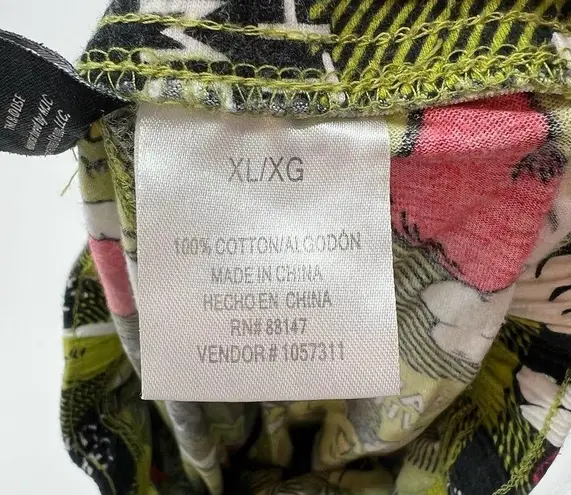 XL/XG
100% COTTON/ALGODÓN
MADE IN CHINA
HECHO EN CHINA
RN# 88147
VENDOR # 1057311